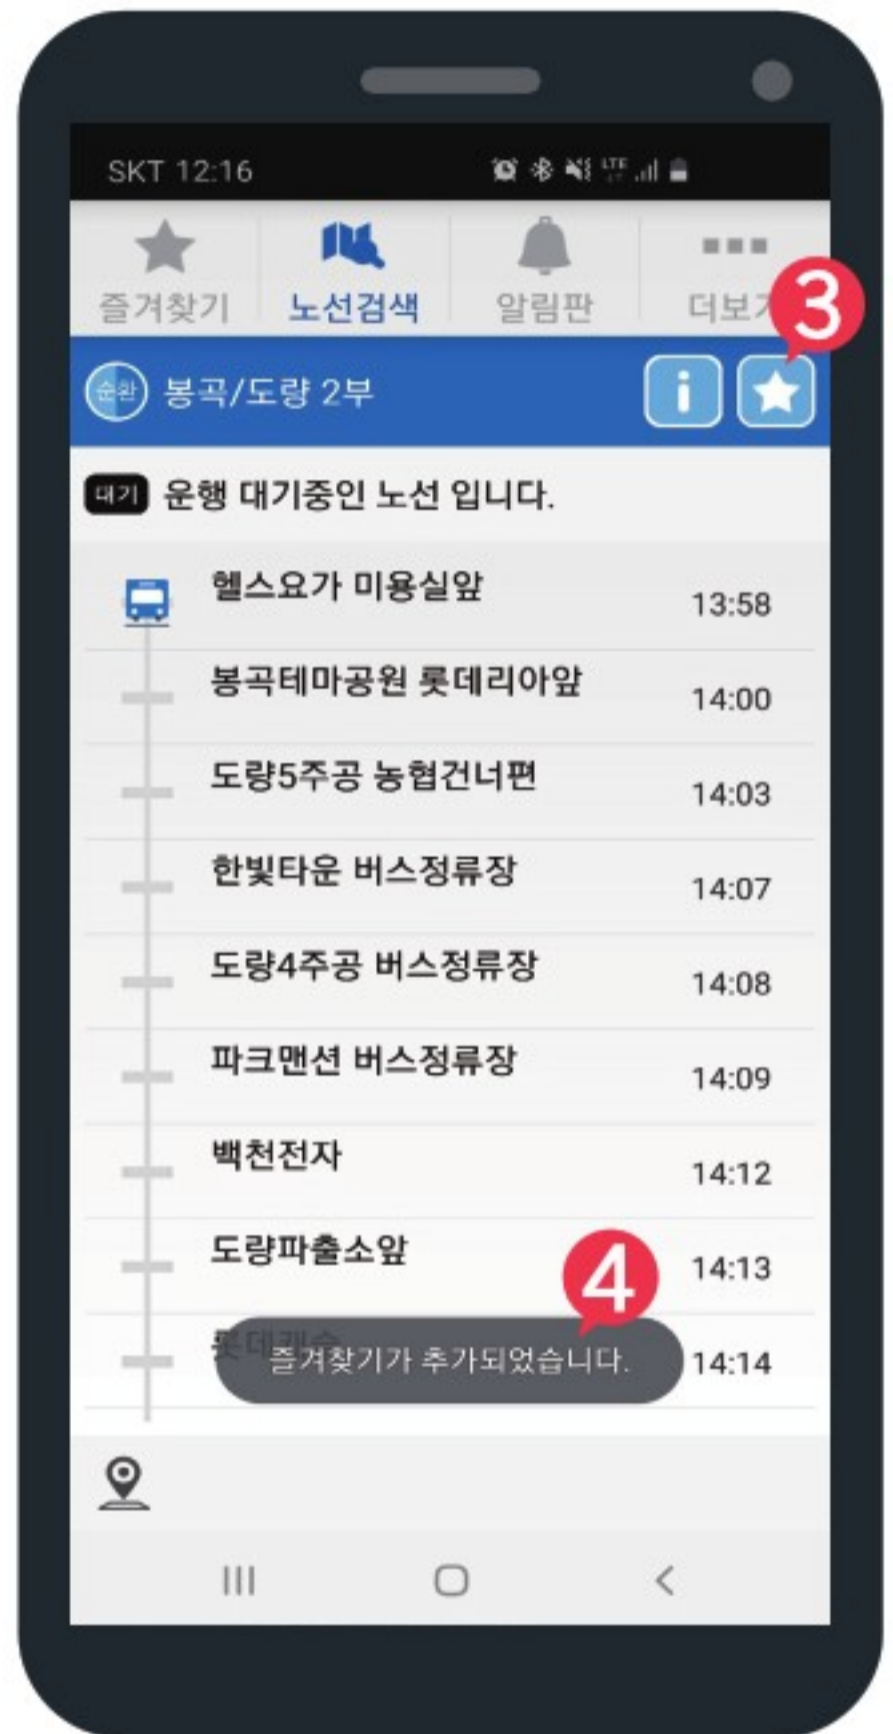 SKT 12:16
LTE
즐겨찾기 노선검색 알림판 더보기
3
순환 봉곡/도량 2부
대기 운행 대기중인 노선 입니다.
헬스요가 미용실앞 13:58
봉곡테마공원 롯데리아앞 14:00
도량5주공 농협건너편 14:03
한빛타운 버스정류장 14:07
도량4주공 버스정류장 14:08
파크맨션 버스정류장 14:09
백천전자 14:12
도량파출소앞 14:13
4
롯데캐슬 14:14
즐겨찾기가 추가되었습니다.